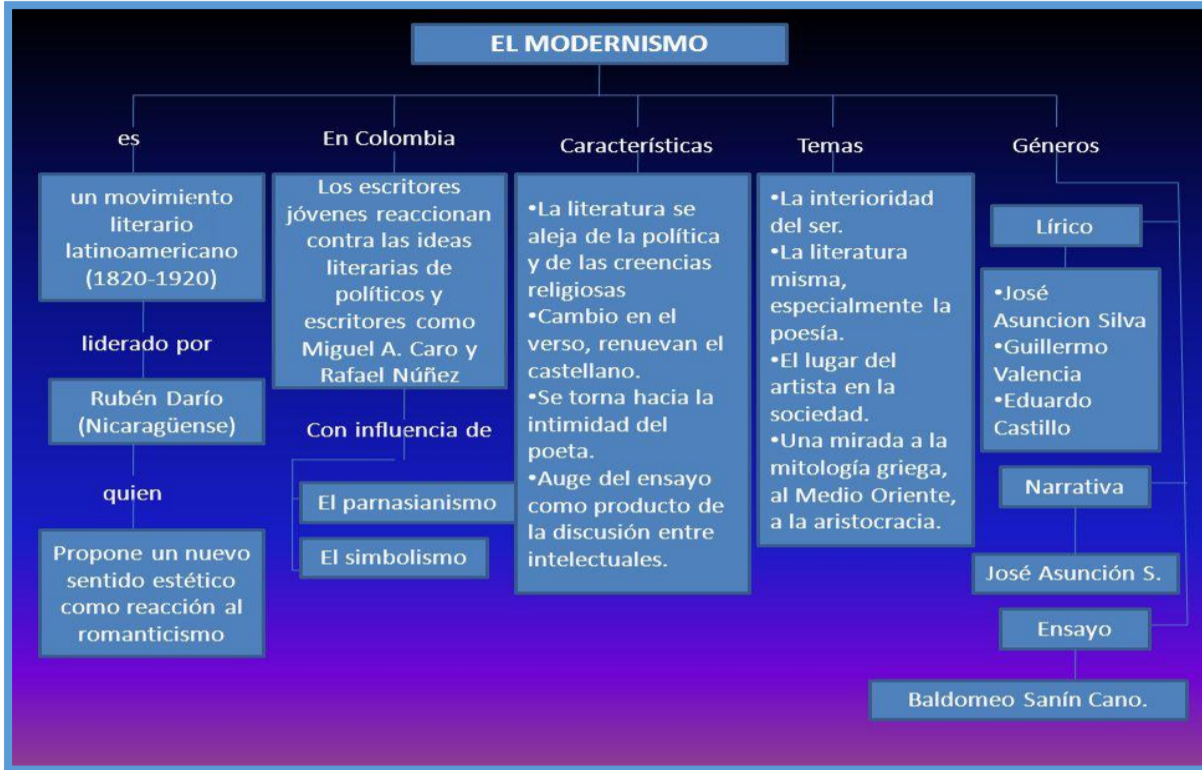 EL MODERNISMO
es
un movimiento
literario
latinoamericano
(1820-1920)
liderado por
Rubén Darío
(Nicaragüense)
quien
Propone un nuevo
sentido estético
como reacción al
romanticismo
En Colombia
Los escritores
jóvenes reaccionan
contra las ideas
literarias de
políticos y
escritores como
Miguel A. Caro y
Rafael Núñez
Con influencia de
El parnasianismo
El simbolismo
Características
•La literatura se
aleja de la política
y de las creencias
religiosas
•Cambio en el
verso, renuevan el
castellano.
•Se torna hacia la
intimidad del
poeta.
•Auge del ensayo
como producto de
la discusión entre
intelectuales.
Temas
•La interioridad
del ser.
•La literatura
misma,
especialmente la
poesía.
•El lugar del
artista en la
sociedad.
•Una mirada a la
mitología griega,
al Medio Oriente,
a la aristocracia.
Géneros
Lírico
•José
Asuncion Silva
•Guillermo
Valencia
•Eduardo
Castillo
Narrativa
José Asunción S.
Ensayo
Baldomeo Sanín Cano.